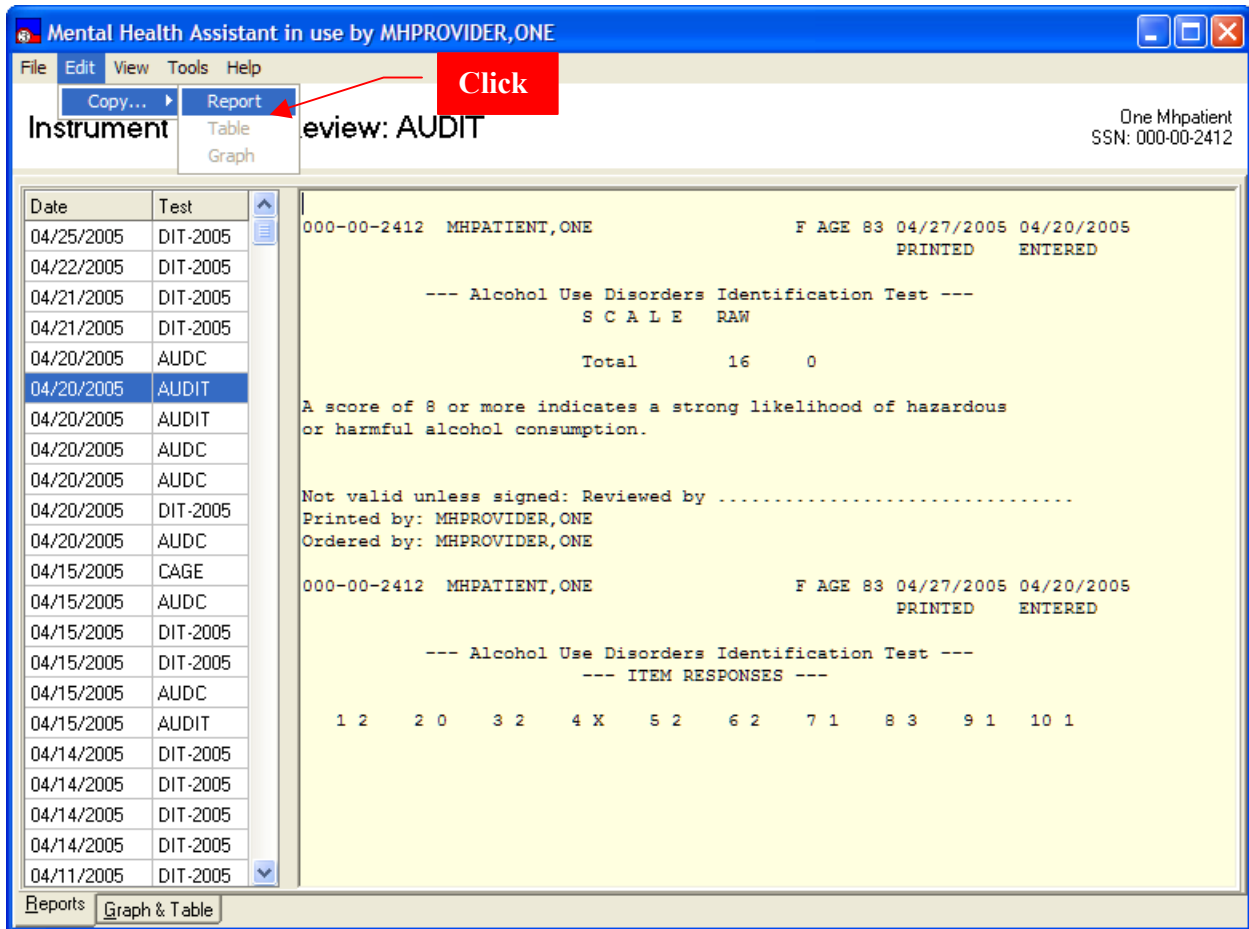 Mental Health Assistant in use by MHPROVIDER,ONE
File Edit View Tools Help
Click
Copy... Report
Table
Graph
Instrument eview: AUDIT
One Mhpatient
SSN: 000-00-2412
Date Test
04/25/2005 DIT-2005
04/22/2005 DIT-2005
04/21/2005 DIT-2005
04/21/2005 DIT-2005
04/20/2005 AUDC
04/20/2005 AUDIT
04/20/2005 AUDIT
04/20/2005 AUDC
04/20/2005 AUDC
04/20/2005 DIT-2005
04/20/2005 AUDC
04/15/2005 CAGE
04/15/2005 AUDC
04/15/2005 DIT-2005
04/15/2005 DIT-2005
04/15/2005 AUDC
04/15/2005 AUDIT
04/14/2005 DIT-2005
04/14/2005 DIT-2005
04/14/2005 DIT-2005
04/14/2005 DIT-2005
04/11/2005 DIT-2005
000-00-2412 MHPATIENT,ONE F AGE 83 04/27/2005 04/20/2005
PRINTED ENTERED
--- Alcohol Use Disorders Identification Test ---
S C A L E RAW
Total 16 0
A score of 8 or more indicates a strong likelihood of hazardous
or harmful alcohol consumption.
Not valid unless signed: Reviewed by ................................
Printed by: MHPROVIDER,ONE
Ordered by: MHPROVIDER,ONE
000-00-2412 MHPATIENT,ONE F AGE 83 04/27/2005 04/20/2005
PRINTED ENTERED
--- Alcohol Use Disorders Identification Test ---
--- ITEM RESPONSES ---
1 2 2 0 3 2 4 X 5 2 6 2 7 1 8 3 9 1 10 1
Reports Graph & Table